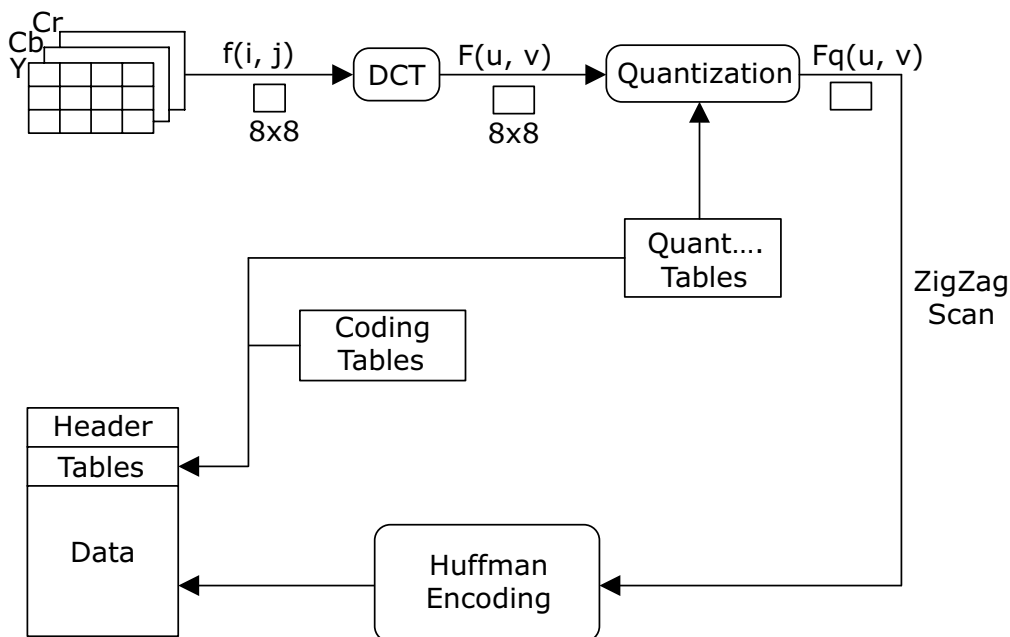 Cr
Cb
Y
f(i, j)
8x8
DCT
F(u, v)
8x8
Quantization
Fq(u, v)
Quant....
Tables
ZigZag
Scan
Coding
Tables
Header
Tables
Data
Huffman
Encoding